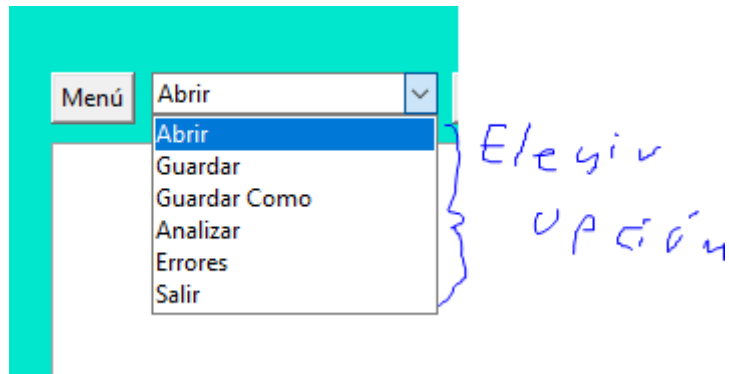 Menú Abrir
Abrir
Guardar
Guardar Como
Analizar
Errores
Salir
Elegir
opción